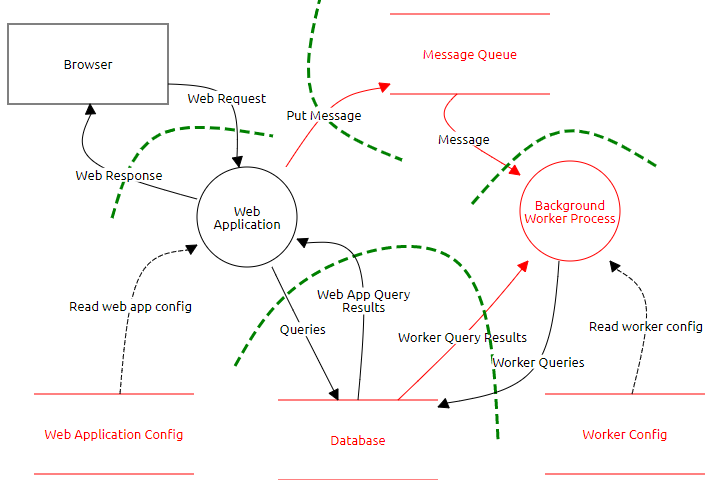 Message Queue
Browser
Web Request
Put Message
Message
Web Response
Web
Application
Background
Worker Process
Web App Query
Results
Read web app config
Queries
Worker Query Results
Read worker config
Worker Queries
Web Application Config
Database
Worker Config